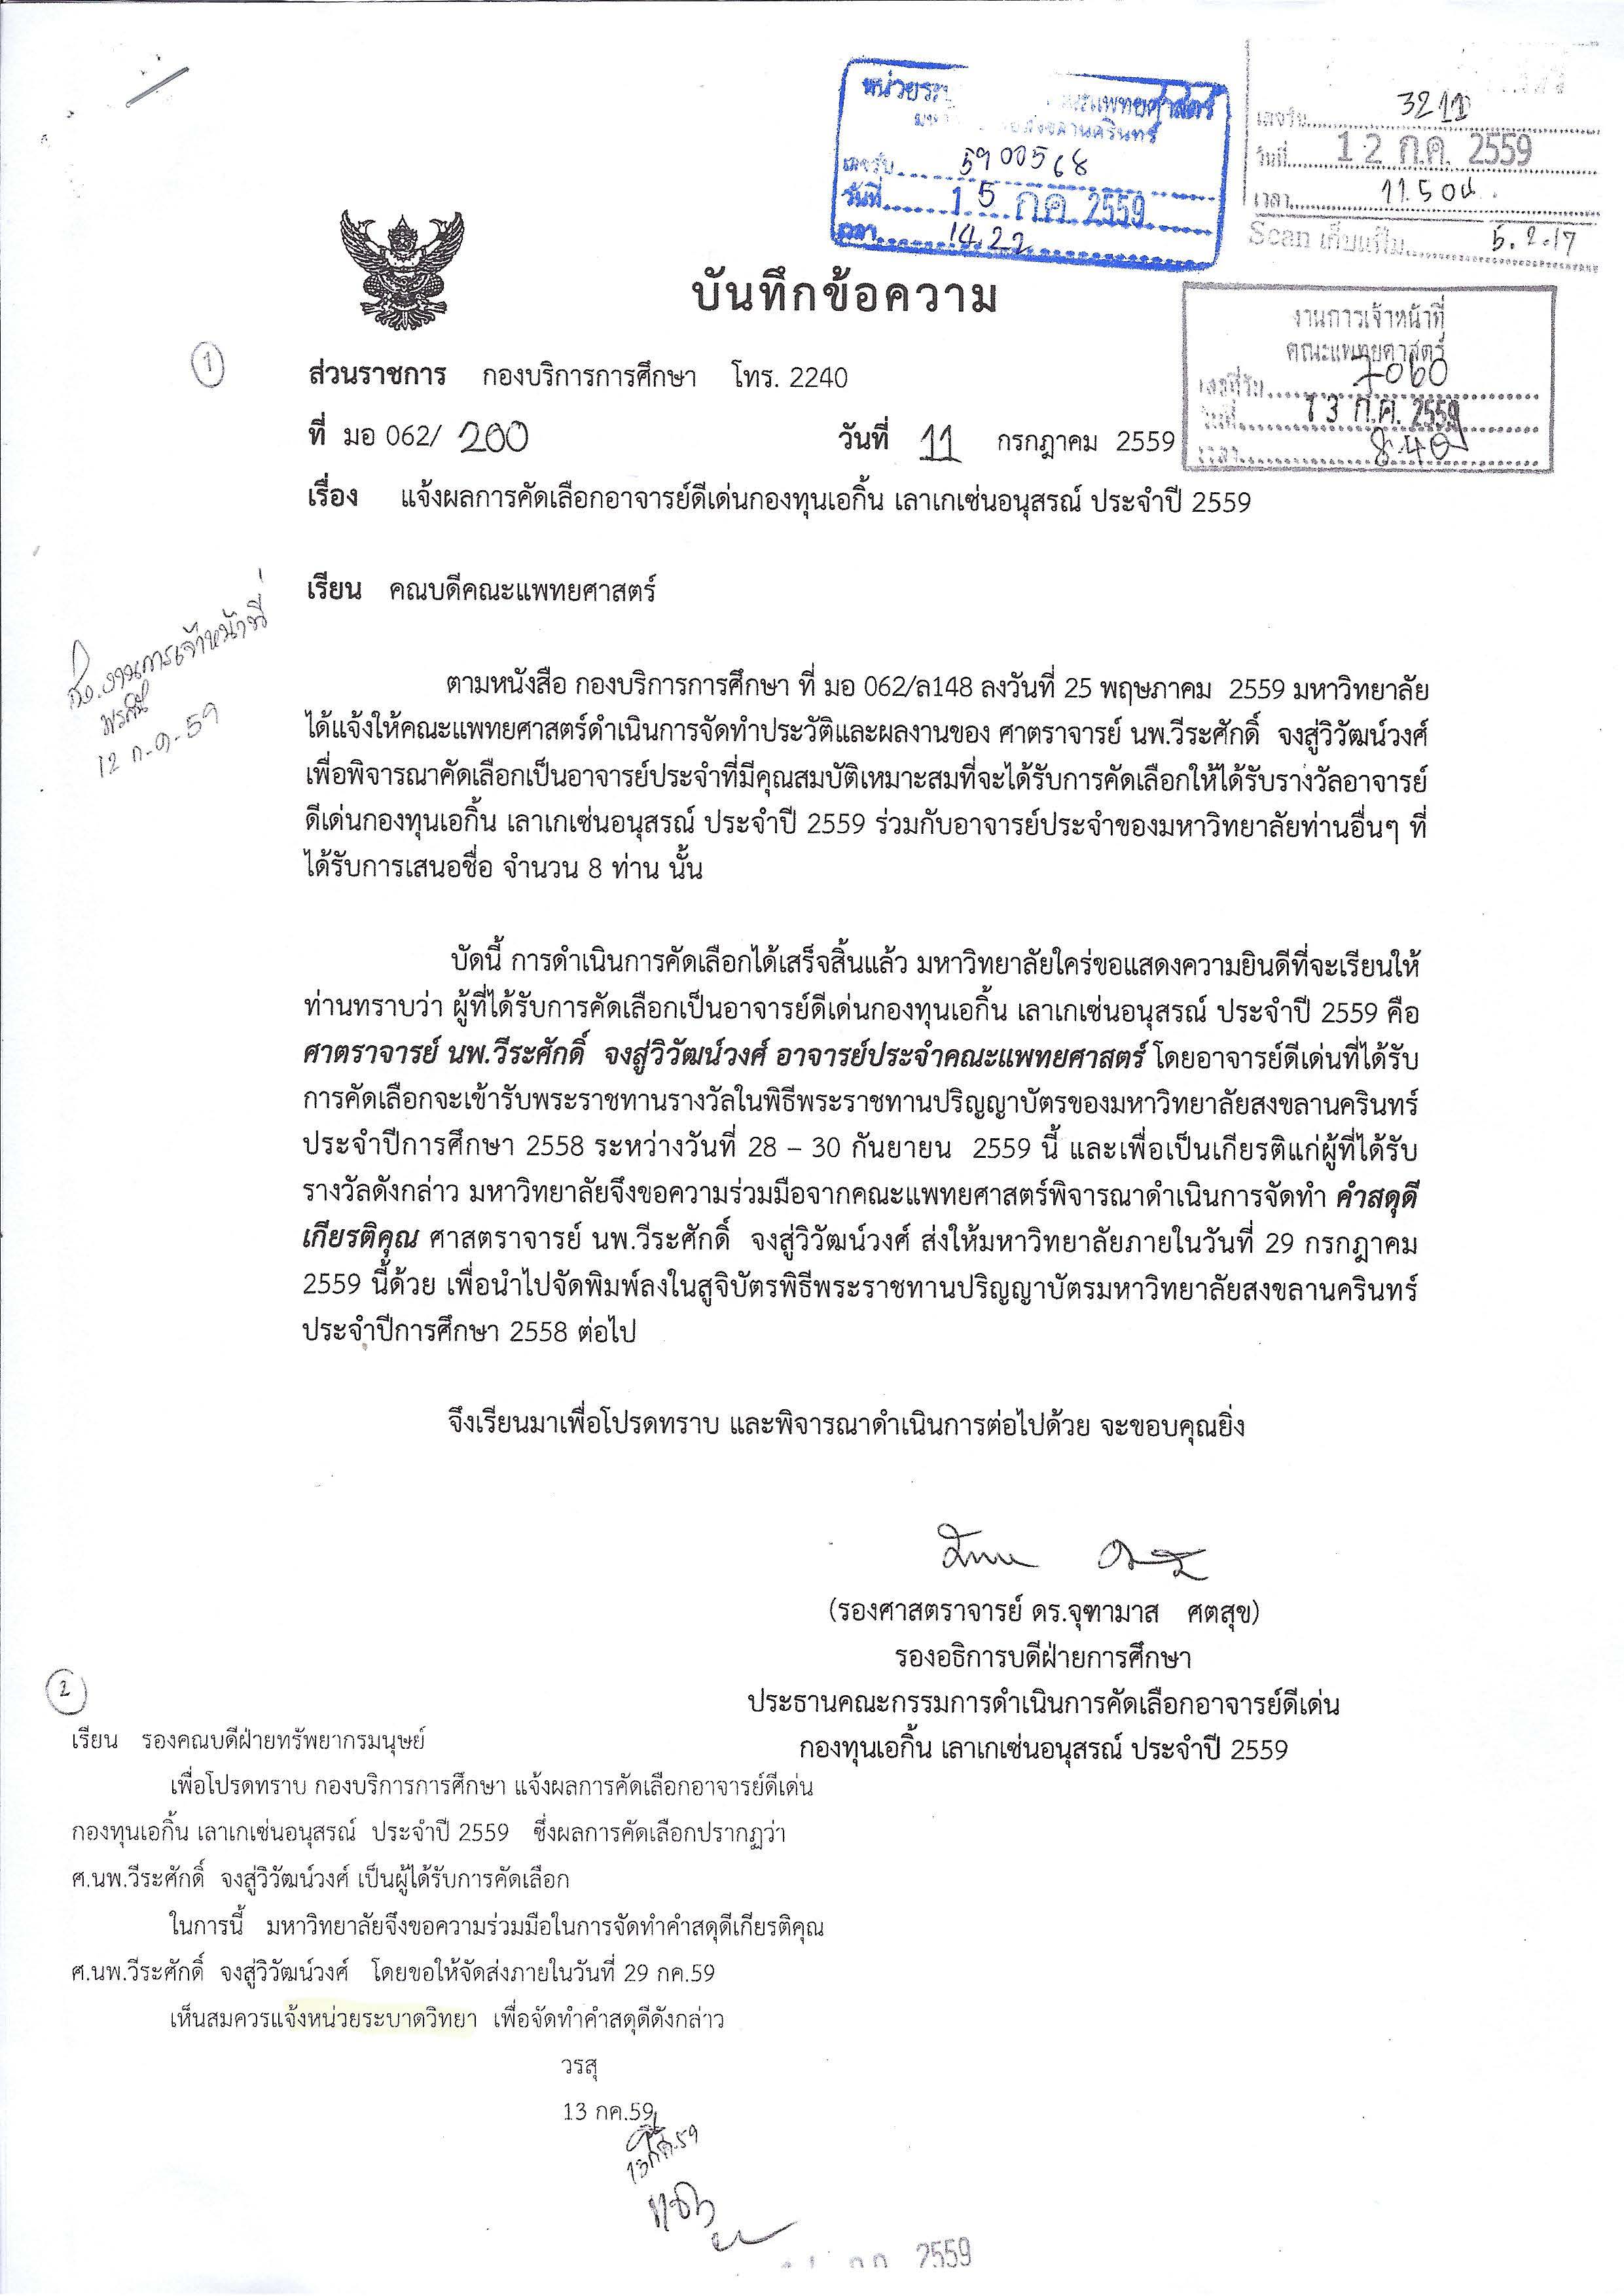 หน่วยระ
แพทยศาสตร์
เลขรับ 5900568
วันที่ 15 ก.ค. 2559
เวลา 14.22
เลขรับ
วันที่ 12 ก.ค. 2559
เวลา 11.50น.
Scan เก็บแฟ้ม 6.2.17
บันทึกข้อความ
งานการเจ้าหน้าที่
คณะแพทยศาสตร์
เลขที่รับ 7060
วันที่ 13 ก.ค. 2559
เวลา 8.40
1
ส่วนราชการ กองบริการการศึกษา โทร. 2240
ที่ มอ 062/ 200 วันที่ 11 กรกฎาคม 2559
เรื่อง แจ้งผลการคัดเลือกอาจารย์ดีเด่นกองทุนเอกิ้น เลาเกเซ่นอนุสรณ์ ประจำปี 2559
เรียน คณบดีคณะแพทยศาสตร์
งานการเจ้าหน้าที่
12 ก.ค. 59
ตามหนังสือ กองบริการการศึกษา ที่ มอ 062/ล148 ลงวันที่ 25 พฤษภาคม 2559 มหาวิทยาลัย
ได้แจ้งให้คณะแพทยศาสตร์ดำเนินการจัดทำประวัติและผลงานของ ศาตราจารย์ นพ.วีระศักดิ์ จงสู่วิวัฒน์วงศ์
เพื่อพิจารณาคัดเลือกเป็นอาจารย์ประจำที่มีคุณสมบัติเหมาะสมที่จะได้รับการคัดเลือกให้ได้รับรางวัลอาจารย์
ดีเด่นกองทุนเอกิ้น เลาเกเซ่นอนุสรณ์ ประจำปี 2559 ร่วมกับอาจารย์ประจำของมหาวิทยาลัยท่านอื่นๆ ที่
ได้รับการเสนอชื่อ จำนวน 8 ท่าน นั้น
บัดนี้ การดำเนินการคัดเลือกได้เสร็จสิ้นแล้ว มหาวิทยาลัยใคร่ขอแสดงความยินดีที่จะเรียนให้
ท่านทราบว่า ผู้ที่ได้รับการคัดเลือกเป็นอาจารย์ดีเด่นกองทุนเอกิ้น เลาเกเซ่นอนุสรณ์ ประจำปี 2559 คือ
ศาตราจารย์ นพ.วีระศักดิ์ จงสู่วิวัฒน์วงศ์ อาจารย์ประจำคณะแพทยศาสตร์ โดยอาจารย์ดีเด่นที่ได้รับ
การคัดเลือกจะเข้ารับพระราชทานรางวัลในพิธีพระราชทานปริญญาบัตรของมหาวิทยาลัยสงขลานครินทร์
ประจำปีการศึกษา 2558 ระหว่างวันที่ 28 – 30 กันยายน 2559 นี้ และเพื่อเป็นเกียรติแก่ผู้ที่ได้รับ
รางวัลดังกล่าว มหาวิทยาลัยจึงขอความร่วมมือจากคณะแพทยศาสตร์พิจารณาดำเนินการจัดทำ คำสดุดี
เกียรติคุณ ศาสตราจารย์ นพ.วีระศักดิ์ จงสู่วิวัฒน์วงศ์ ส่งให้มหาวิทยาลัยภายในวันที่ 29 กรกฎาคม
2559 นี้ด้วย เพื่อนำไปจัดพิมพ์ลงในสูจิบัตรพิธีพระราชทานปริญญาบัตรมหาวิทยาลัยสงขลานครินทร์
ประจำปีการศึกษา 2558 ต่อไป
จึงเรียนมาเพื่อโปรดทราบ และพิจารณาดำเนินการต่อไปด้วย จะขอบคุณยิ่ง
(รองศาสตราจารย์ ดร.จุฑามาส ศตสุข)
รองอธิการบดีฝ่ายการศึกษา
ประธานคณะกรรมการดำเนินการคัดเลือกอาจารย์ดีเด่น
กองทุนเอกิ้น เลาเกเซ่นอนุสรณ์ ประจำปี 2559
2
เรียน รองคณบดีฝ่ายทรัพยากรมนุษย์
เพื่อโปรดทราบ กองบริการการศึกษา แจ้งผลการคัดเลือกอาจารย์ดีเด่น
กองทุนเอกิ้น เลาเกเซ่นอนุสรณ์ ประจำปี 2559 ซึ่งผลการคัดเลือกปรากฏว่า
ศ.นพ.วีระศักดิ์ จงสู่วิวัฒน์วงศ์ เป็นผู้ได้รับการคัดเลือก
ในการนี้ มหาวิทยาลัยจึงขอความร่วมมือในการจัดทำคำสดุดีเกียรติคุณ
ศ.นพ.วีระศักดิ์ จงสู่วิวัฒน์วงศ์ โดยขอให้จัดส่งภายในวันที่ 29 กค.59
เห็นสมควรแจ้งหน่วยระบาดวิทยา เพื่อจัดทำคำสดุดีดังกล่าว
วรสุ
13 กค.59
13 กค.59
2559